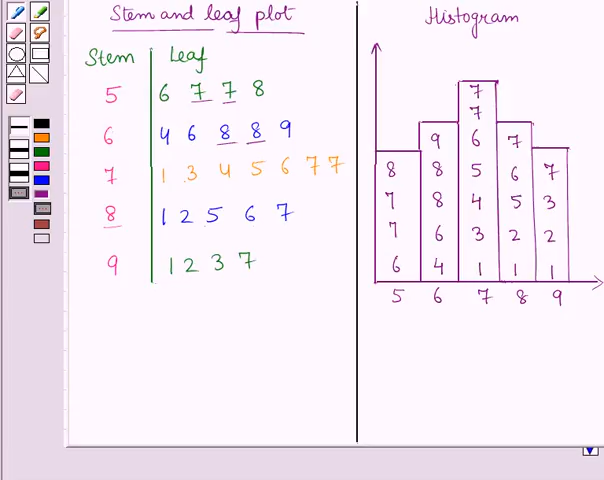 Stem and leaf plot
Stem Leaf
5 6 7 7 8
6 4 6 8 8 9
7 1 3 4 5 6 7 7
8 1 2 5 6 7
9 1 2 3 7
Histogram
7
7
9 6 7
8 8 5 6 7
7 8 4 5 3
7 6 3 2 2
6 4 1 1 1
5 6 7 8 9